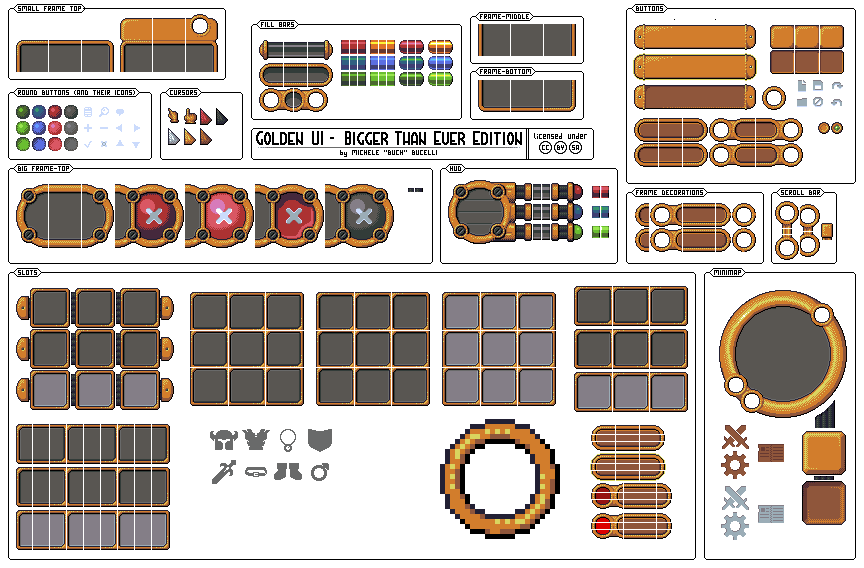 SMALL FRAME TOP
FILL BARS
FRAME-MIDDLE
BUTTONS
FRAME-BOTTOM
ROUND BUTTONS (AND THEIR ICONS)
CURSORS
GOLDEN UI - BIGGER THAN EVER EDITION
by MICHELE "BUCH" BUCELLI
licensed under
CC BY SA
BIG FRAME-TOP
HUD
FRAME DECORATIONS
SCROLL BAR
SLOTS
MINIMAP